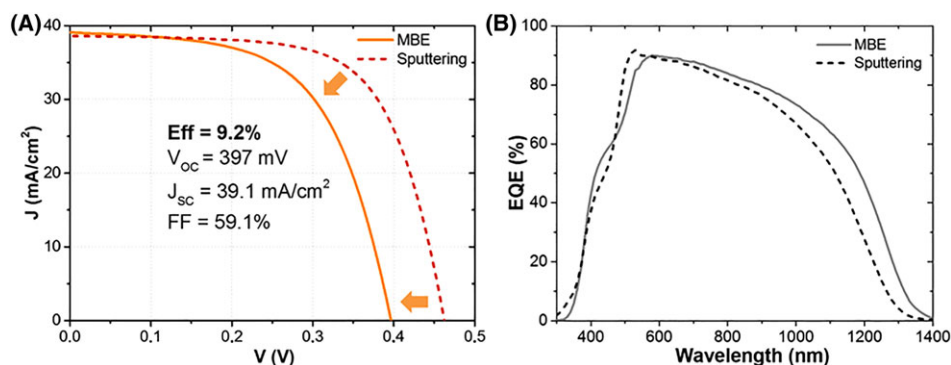 (A)
MBE
Sputtering
Eff = 9.2%
V_OC = 397 mV
J_SC = 39.1 mA/cm²
FF = 59.1%
J (mA/cm²)
40
30
20
10
0
0.0 0.1 0.2 0.3 0.4 0.5
V (V)
(B)
MBE
Sputtering
EQE (%)
100
80
60
40
20
0
400 600 800 1000 1200 1400
Wavelength (nm)